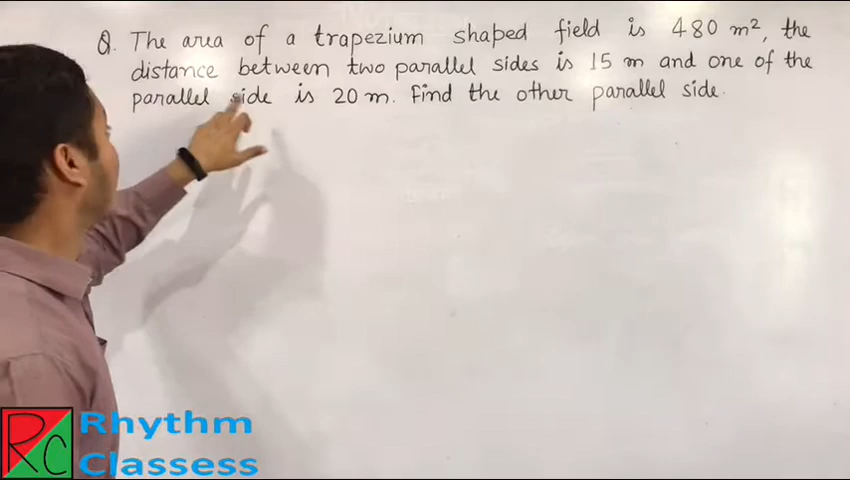 Q. The area of a trapezium shaped field is 480 m², the
distance between two parallel sides is 15 m and one of the
parallel side is 20 m. Find the other parallel side.
RC
Rhythm
Classess